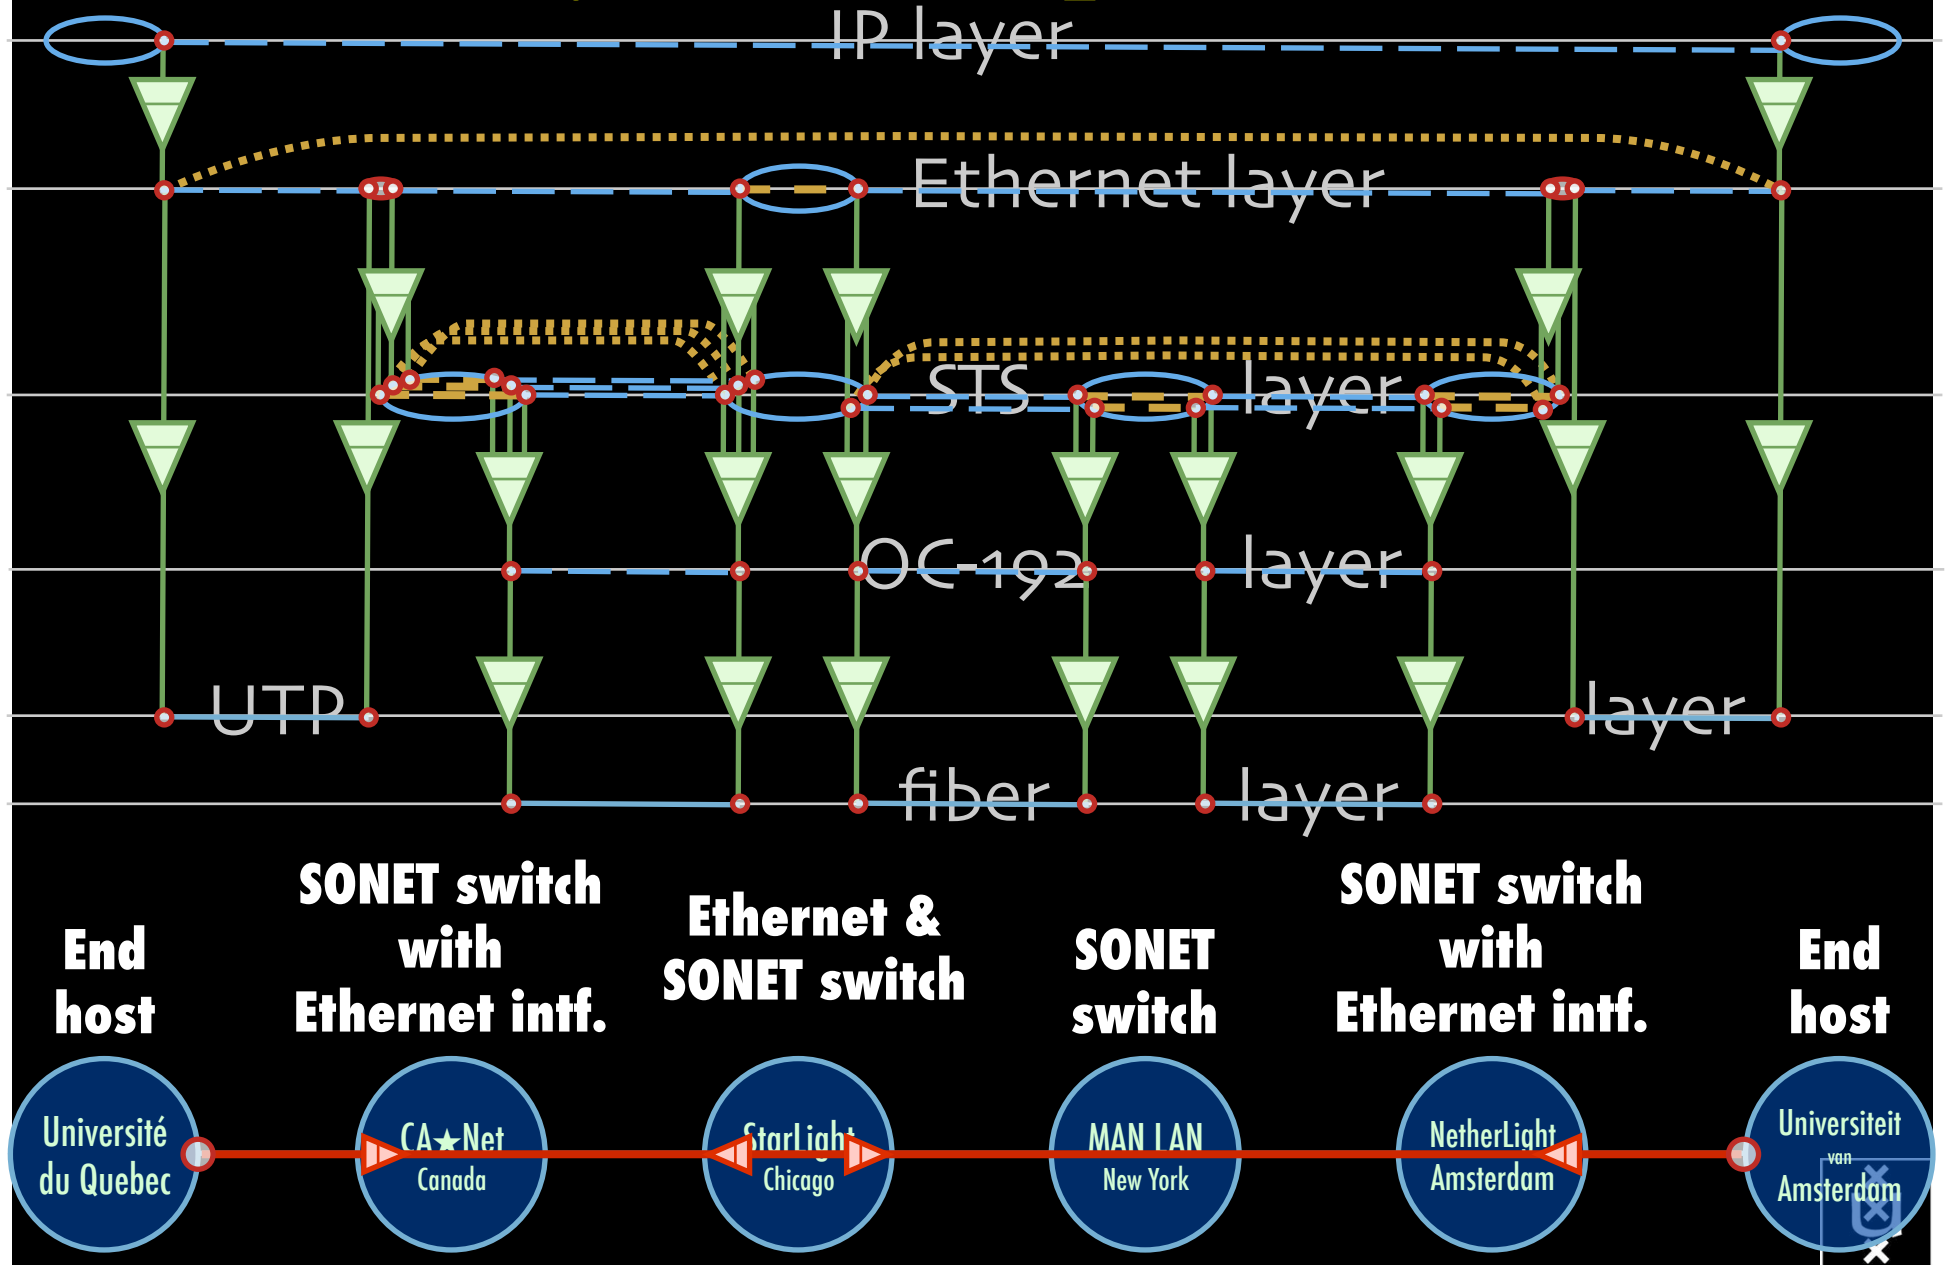 IP layer
Ethernet layer
STS layer
OC-192 layer
UTP layer
fiber layer
End
host
SONET switch
with
Ethernet intf.
Ethernet &
SONET switch
SONET
switch
SONET switch
with
Ethernet intf.
End
host
Université
du Quebec
CA★Net
Canada
StarLight
Chicago
MAN LAN
New York
NetherLight
Amsterdam
Universiteit
van
Amsterdam